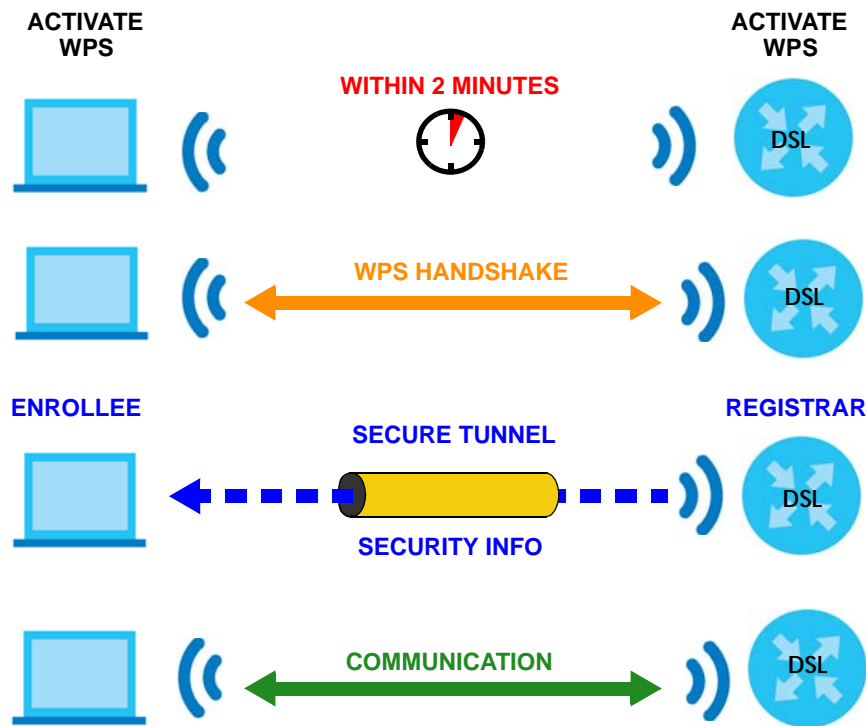 ACTIVATE
WPS
ACTIVATE
WPS
WITHIN 2 MINUTES
DSL
WPS HANDSHAKE
DSL
ENROLLEE
REGISTRAR
SECURE TUNNEL
DSL
SECURITY INFO
COMMUNICATION
DSL